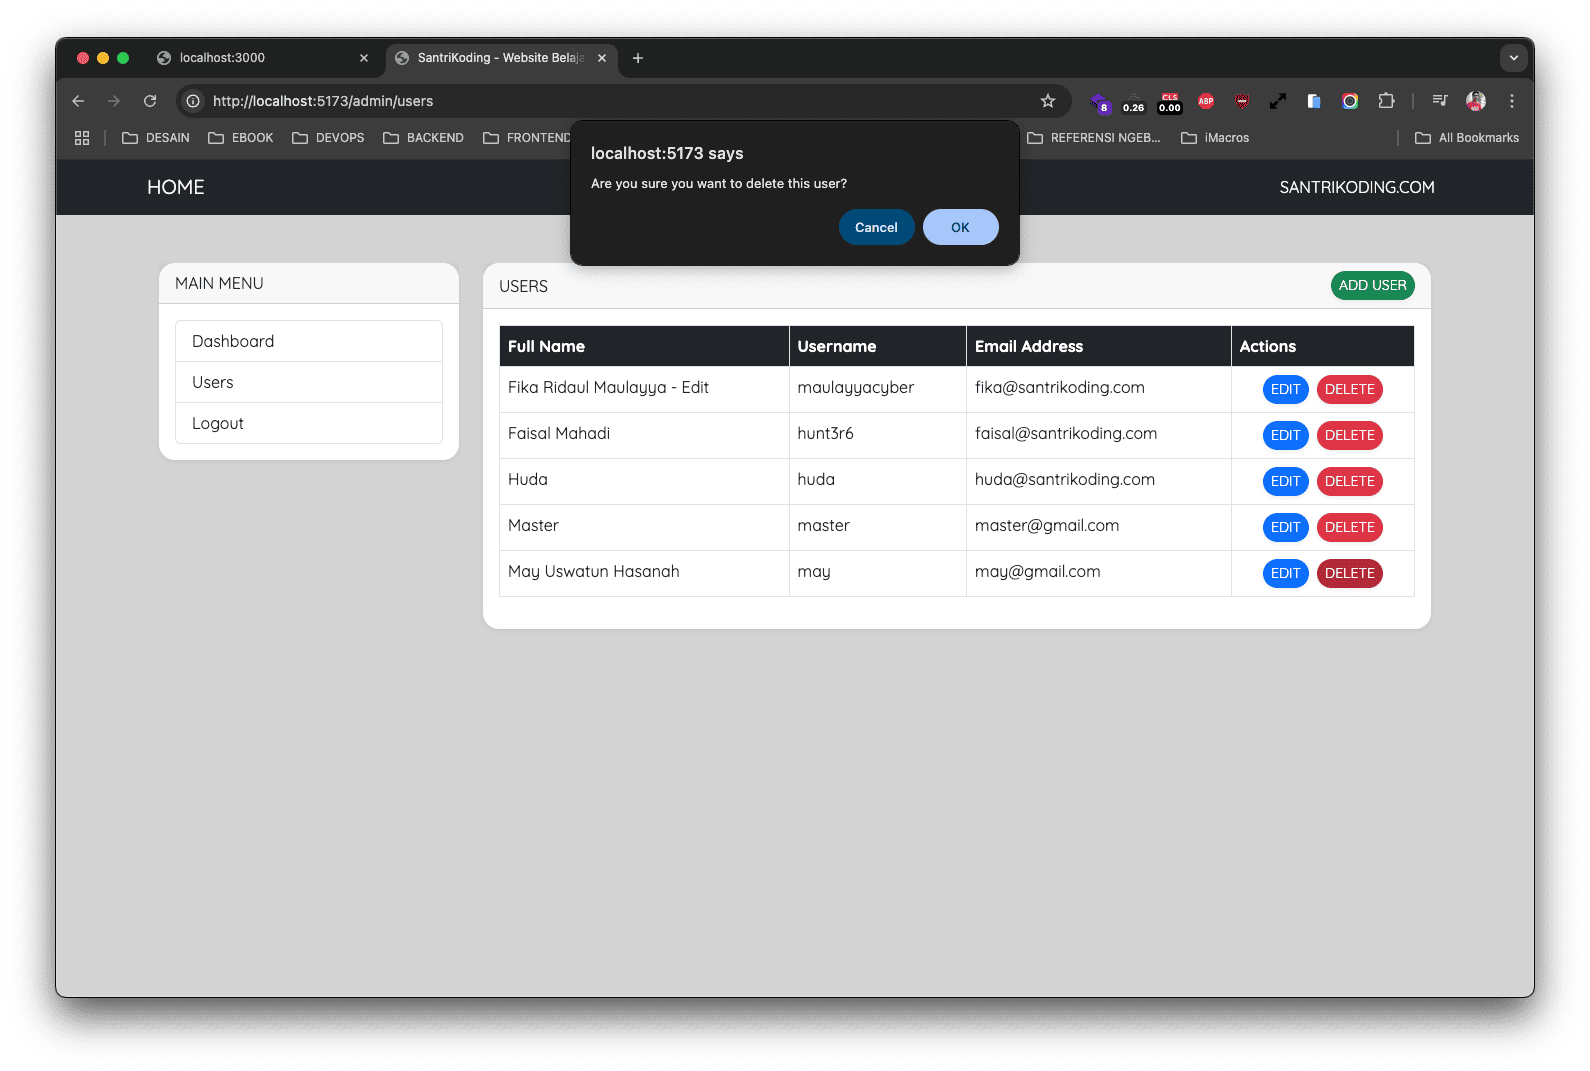 localhost:3000
SantriKoding - Website Belaja
http://localhost:5173/admin/users
8
0.26
CLS
0.00
ABP
DESAIN
EBOOK
DEVOPS
BACKEND
FRONTEND
REFERENSI NGEB...
iMacros
All Bookmarks
localhost:5173 says
Are you sure you want to delete this user?
Cancel
OK
HOME
SANTRIKODING.COM
MAIN MENU
Dashboard
Users
Logout
USERS
ADD USER
Full Name Username Email Address Actions
Fika Ridaul Maulayya - Edit maulayyacyber fika@santrikoding.com EDIT DELETE
Faisal Mahadi hunt3r6 faisal@santrikoding.com EDIT DELETE
Huda huda huda@santrikoding.com EDIT DELETE
Master master master@gmail.com EDIT DELETE
May Uswatun Hasanah may may@gmail.com EDIT DELETE